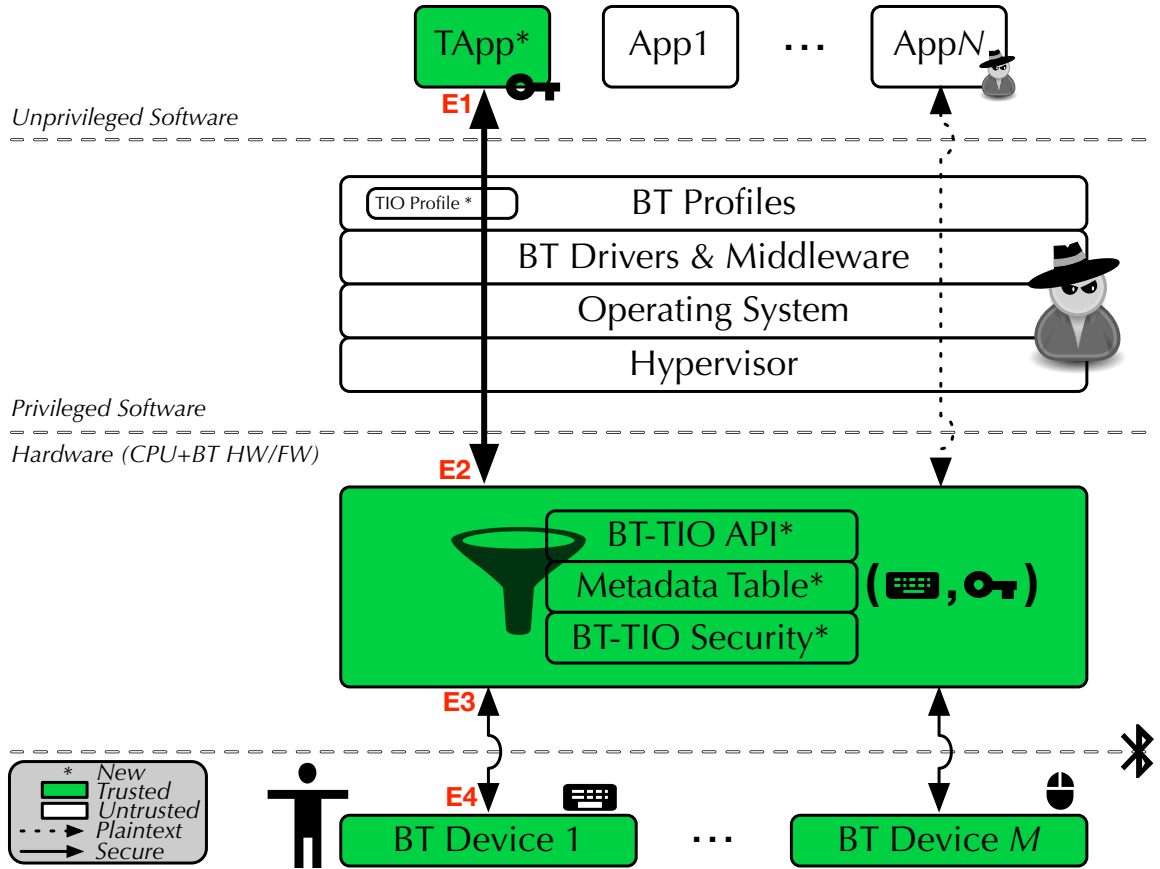 TApp*
App1
...
AppN
E1
Unprivileged Software
TIO Profile *
BT Profiles
BT Drivers & Middleware
Operating System
Hypervisor
Privileged Software
Hardware (CPU+BT HW/FW)
E2
BT-TIO API*
Metadata Table*
( , )
BT-TIO Security*
E3
* New
Trusted
Untrusted
Plaintext
Secure
E4
BT Device 1
...
BT Device M